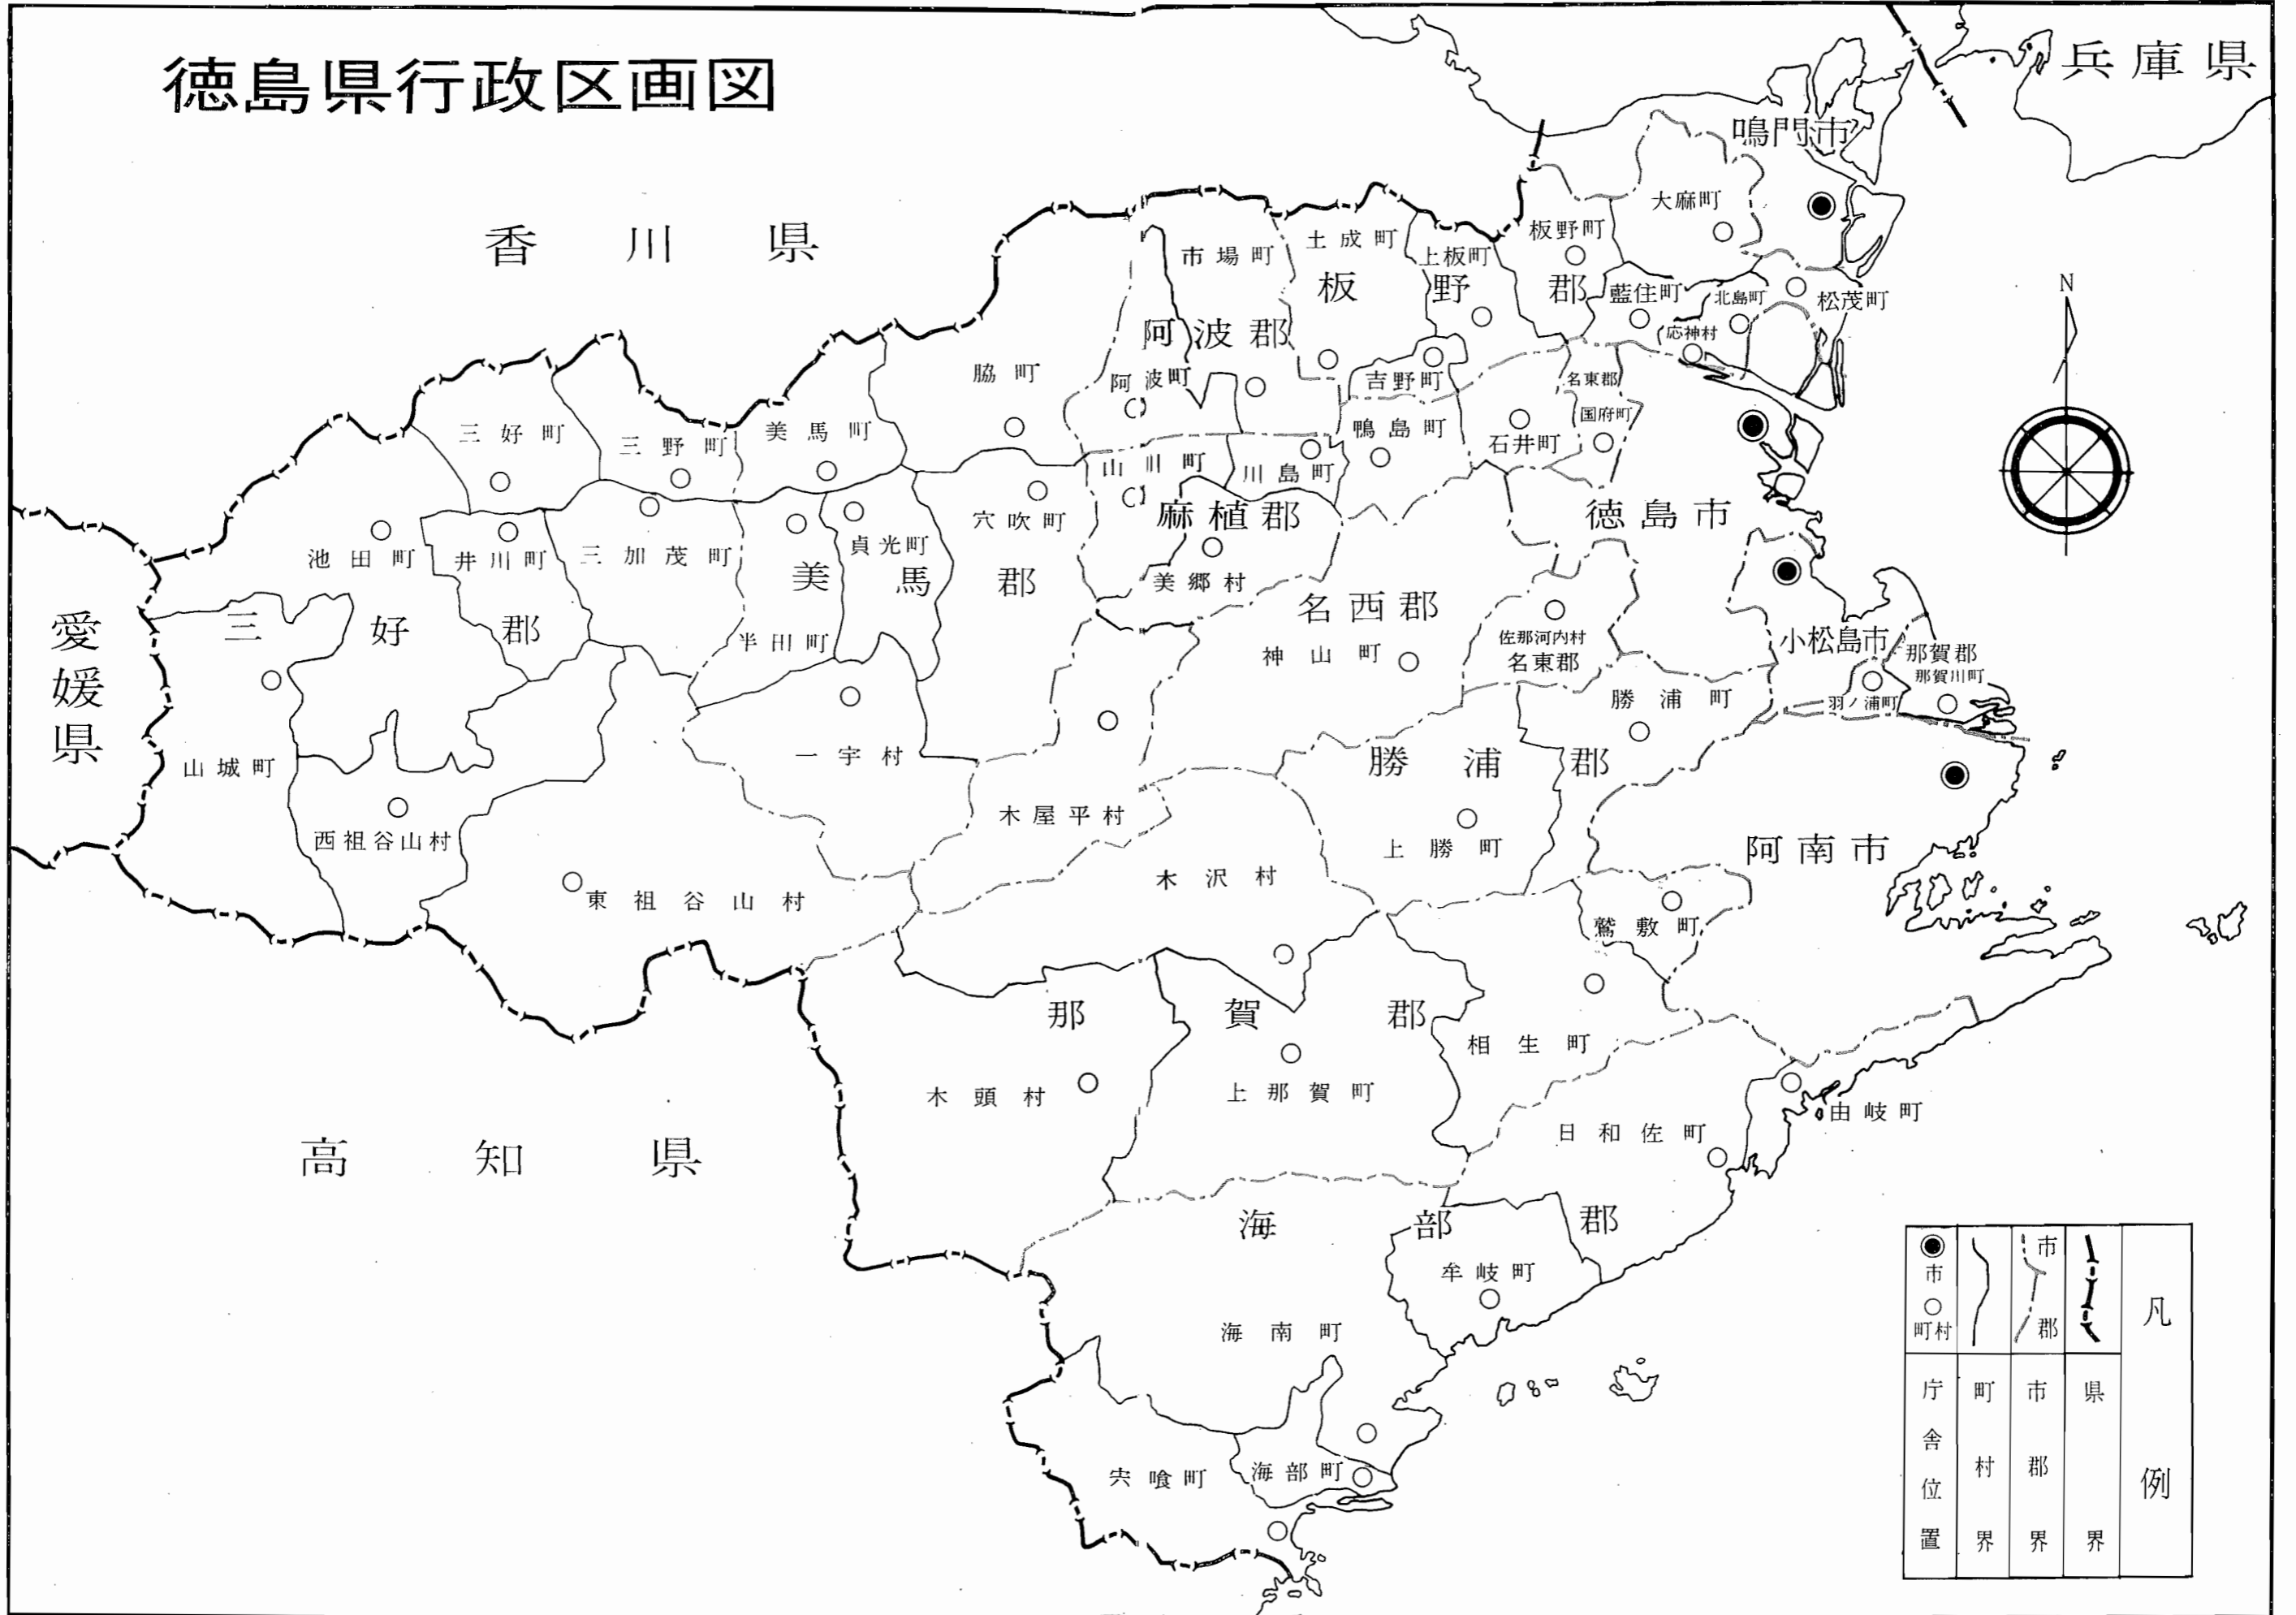 徳島県行政区画図
兵庫県
香川県
愛媛県
高知県
N
鳴門市
大麻町
板野町
上板町
土成町
市場町
板野郡
藍住町
北島町
松茂町
応神村
阿波郡
阿波町
吉野町
脇町
美馬町
三野町
三好町
名東郡
国府町
石井町
鴨島町
川島町
山川町
麻植郡
美郷村
徳島市
穴吹町
貞光町
美馬郡
半田町
三加茂町
井川町
池田町
三好郡
山城町
西祖谷山村
東祖谷山村
一宇村
木屋平村
名西郡
神山町
佐那河内村
名東郡
小松島市
那賀郡
那賀川町
羽ノ浦町
勝浦町
勝浦郡
上勝町
阿南市
木沢村
鷲敷町
相生町
那賀郡
上那賀町
木頭村
日和佐町
由岐町
海部郡
牟岐町
海南町
海部町
宍喰町
凡例
県界
市郡
市郡界
町村界
市
町村
庁舎位置